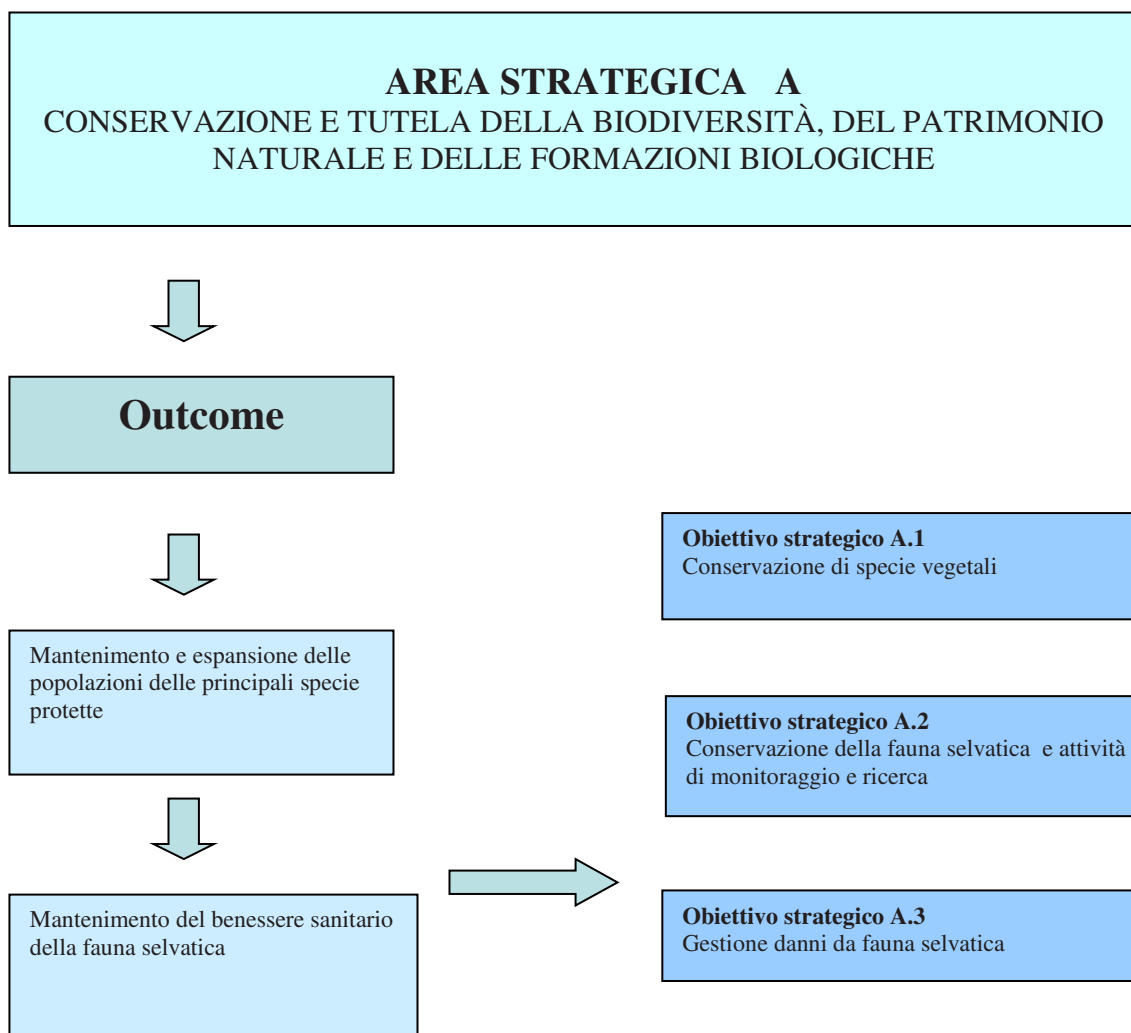 AREA STRATEGICA A
CONSERVAZIONE E TUTELA DELLA BIODIVERSITÀ, DEL PATRIMONIO
NATURALE E DELLE FORMAZIONI BIOLOGICHE
Outcome
Mantenimento e espansione delle
popolazioni delle principali specie
protette
Mantenimento del benessere sanitario
della fauna selvatica
Obiettivo strategico A.1
Conservazione di specie vegetali
Obiettivo strategico A.2
Conservazione della fauna selvatica e attività
di monitoraggio e ricerca
Obiettivo strategico A.3
Gestione danni da fauna selvatica